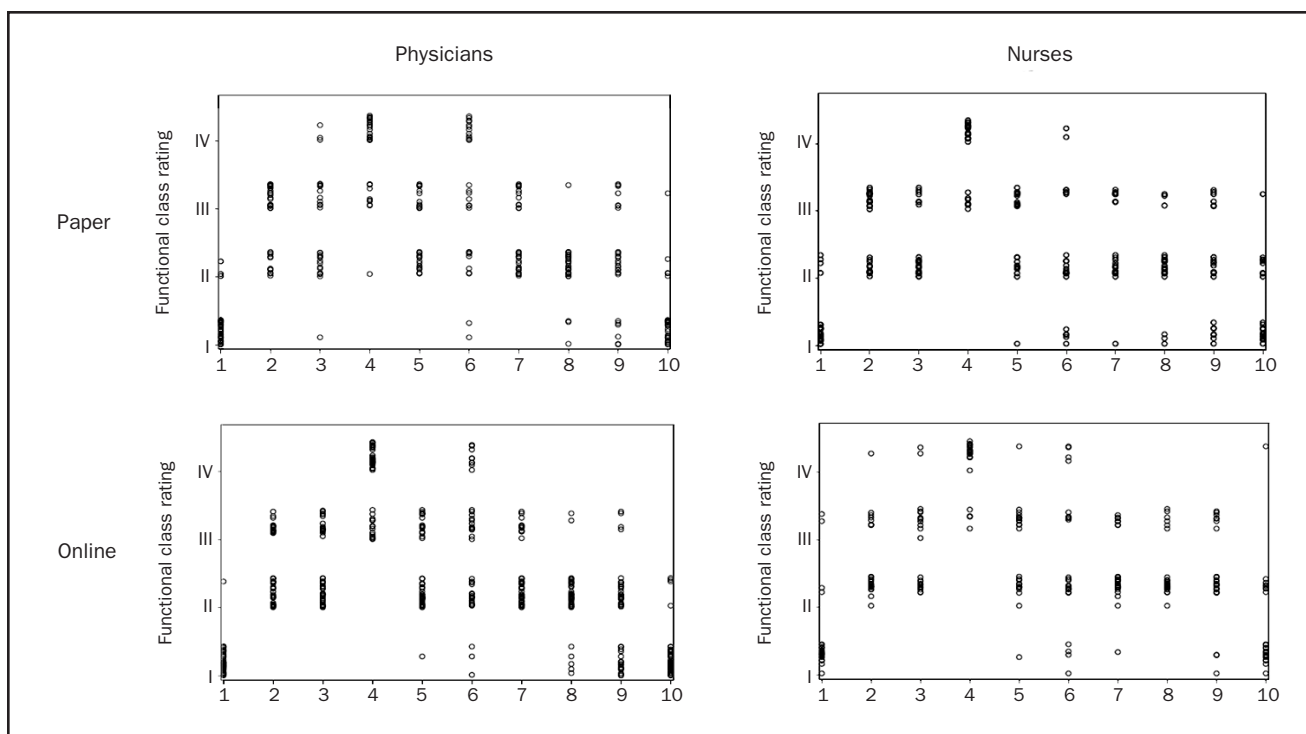 Physicians
Nurses
Paper
Functional class rating
IV
III
II
I
1 2 3 4 5 6 7 8 9 10
Functional class rating
IV
III
II
I
1 2 3 4 5 6 7 8 9 10
Online
Functional class rating
IV
III
II
I
1 2 3 4 5 6 7 8 9 10
Functional class rating
IV
III
II
I
1 2 3 4 5 6 7 8 9 10